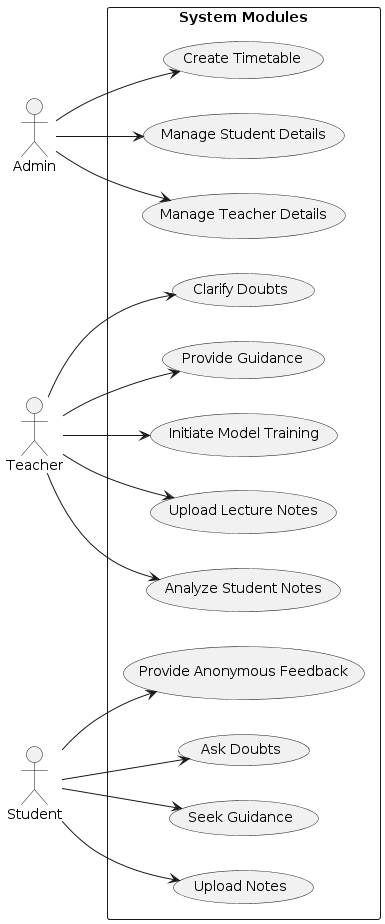 System Modules
Create Timetable
Manage Student Details
Admin
Manage Teacher Details
Clarify Doubts
Provide Guidance
Initiate Model Training
Teacher
Upload Lecture Notes
Analyze Student Notes
Provide Anonymous Feedback
Ask Doubts
Student
Seek Guidance
Upload Notes